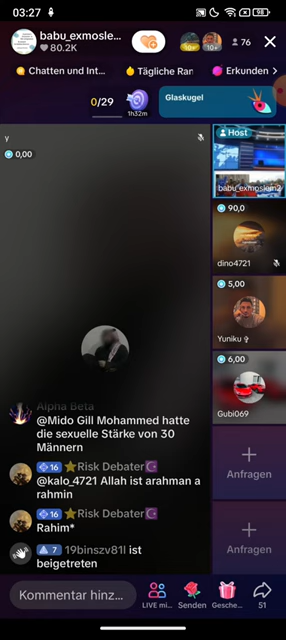 03:27
98
babu_exmosle...
80.2K
10+
10+
76
Chatten und Int...
Tägliche Ran
Erkunden
0/29
1h32m
Glaskugel
y
0,00
Host
babu_exmoslem2
90,0
dino4721
5,00
Yuniku
6,00
Gubi069
Anfragen
Anfragen
Alpha Beta
@Mido Gill Mohammed hatte
die sexuelle Stärke von 30
Männern
16 Risk Debater
@kalo_4721 Allah ist arahman a
rahmin
16 Risk Debater
Rahim*
7 19binszv81l ist
beigetreten
Kommentar hinz...
LIVE mi...
Senden
Gesche...
51